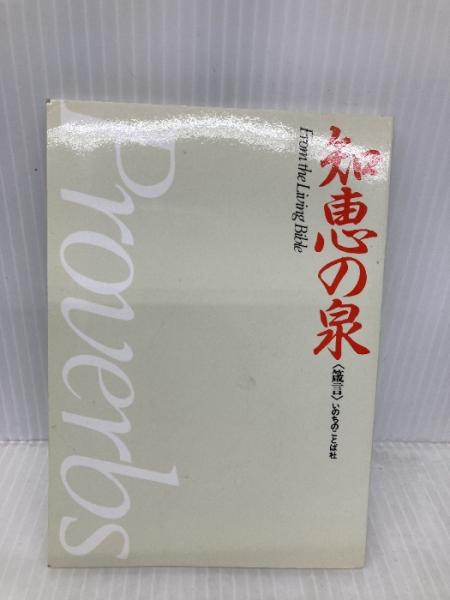 知恵の泉
From the Living Bible
〈箴言〉いのちのことば社
Proverbs